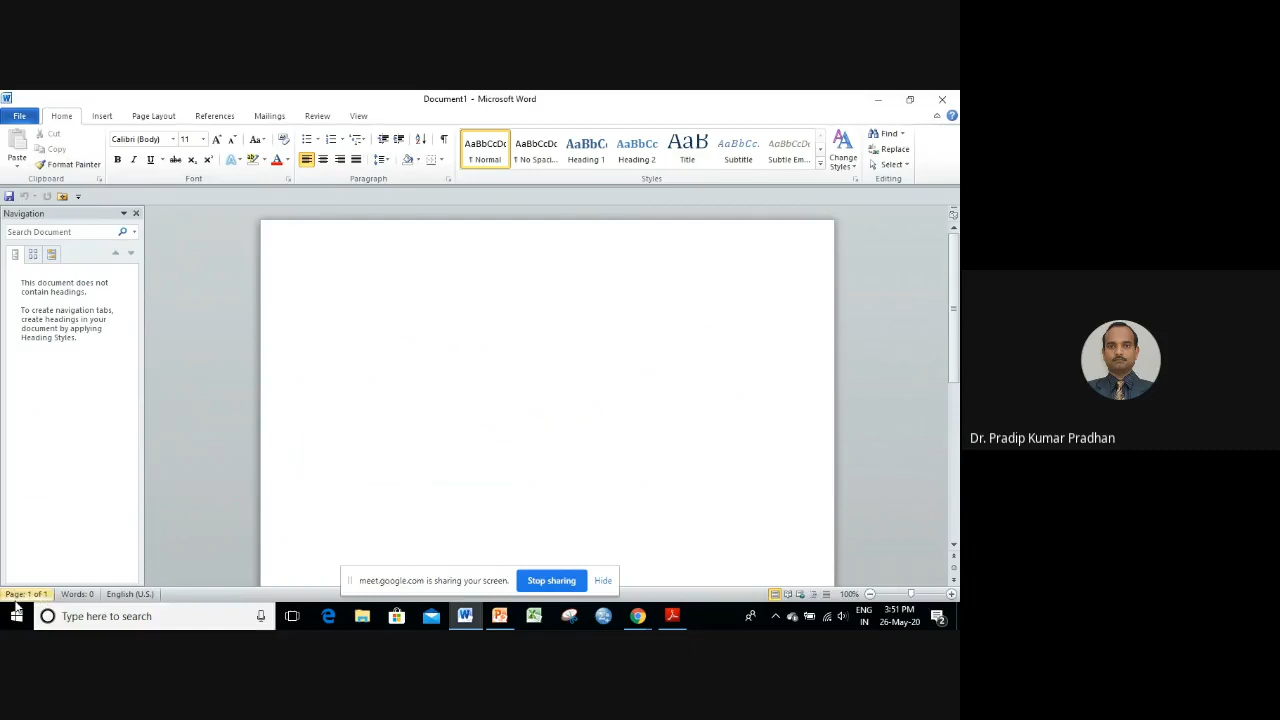 Document1 - Microsoft Word
File Home Insert Page Layout References Mailings Review View
Paste
Cut
Copy
Format Painter
Clipboard
Calibri (Body) 11
Font
Paragraph
AaBbCcDc AaBbCcDc AaBbC AaBbCc AaB AaBbCc. AaBbCcDc
¶ Normal ¶ No Spac... Heading 1 Heading 2 Title Subtitle Subtle Em...
Styles
Change
Styles
Find
Replace
Select
Editing
Navigation
Search Document
This document does not
contain headings.
To create navigation tabs,
create headings in your
document by applying
Heading Styles.
meet.google.com is sharing your screen.
Stop sharing
Hide
Page: 1 of 1 Words: 0 English (U.S.)
100%
Type here to search
ENG
IN
3:51 PM
26-May-20
2
Dr. Pradip Kumar Pradhan